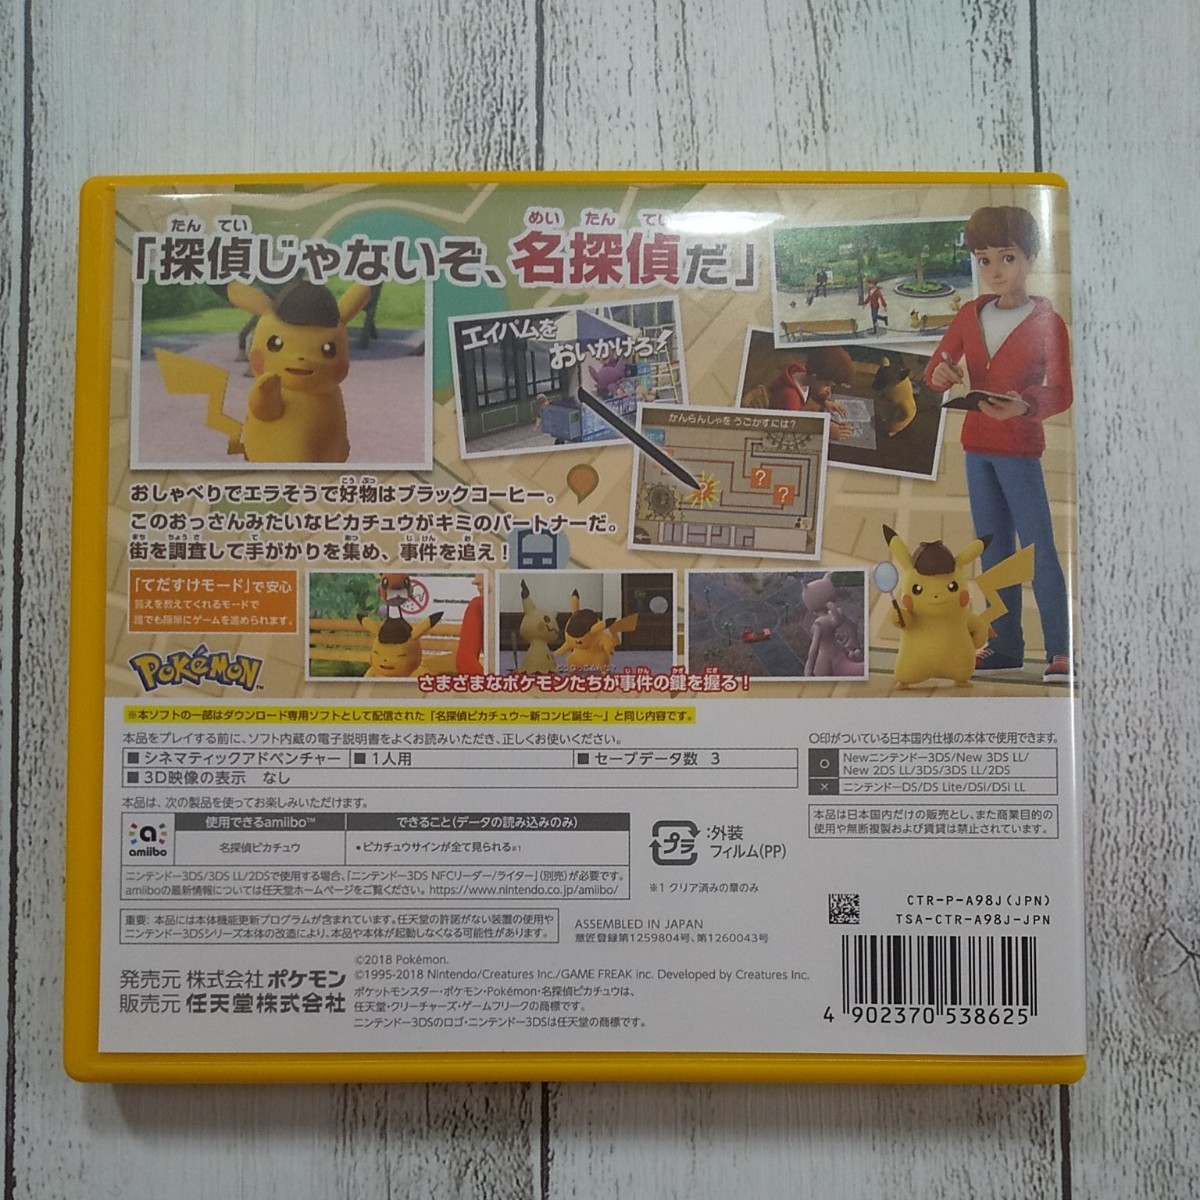 たん てい
めい たん てい
「探偵じゃないぞ、名探偵だ」
エイパムを
おいかけろ!
かんらんしゃを うごかすには?
?
?
?
こう ぶつ
おしゃべりでエラそうで好物はブラックコーヒー。
このおっさんみたいなピカチュウがキミのパートナーだ。
まち ちょうさ て あつ じけん お
街を調査して手がかりを集め、事件を追え!
「てだすけモード」で安心
答えを教えてくれるモードで
誰でも簡単にゲームを進められます。
POKéMON™
じ けん かぎ にぎ
さまざまなポケモンたちが事件の鍵を握る!
※本ソフトの一部はダウンロード専用ソフトとして配信された「名探偵ピカチュウ~新コンビ誕生~」と同じ内容です。
本品をプレイする前に、ソフト内蔵の電子説明書をよくお読みいただき、正しくお使いください。
■ シネマティックアドベンチャー ■ 1人用 ■ セーブデータ数 3
■ 3D映像の表示 なし
○印がついている日本国内仕様の本体で使用できます。
○ Newニンテンドー3DS/New 3DS LL/
New 2DS LL/3DS/3DS LL/2DS
× ニンテンドーDS/DS Lite/DSi/DSi LL
本品は日本国内だけの販売とし、また商業目的の
使用や無断複製および賃貸は禁止されています。
本品は、次の製品を使ってお楽しみいただけます。
amiibo
使用できるamiibo™ できること(データの読み込みのみ)
名探偵ピカチュウ •ピカチュウサインが全て見られる※1
ニンテンドー3DS/3DS LL/2DSで使用する場合、「ニンテンドー3DS NFCリーダー/ライター」(別売)が必要です。
amiiboの最新情報については任天堂ホームページをご覧ください。https://www.nintendo.co.jp/amiibo/
プラ :外装
フィルム(PP)
※1 クリア済みの章のみ
重要: 本品には本体機能更新プログラムが含まれています。任天堂の許諾がない装置の使用や
ニンテンドー3DSシリーズ本体の改造により、本品や本体が起動しなくなる可能性があります。
ASSEMBLED IN JAPAN
意匠登録第1259804号、第1260043号
CTR-P-A98J(JPN)
TSA-CTR-A98J-JPN
発売元 株式会社 ポケモン
販売元 任天堂株式会社
©2018 Pokémon.
©1995-2018 Nintendo/Creatures Inc./GAME FREAK inc. Developed by Creatures Inc.
ポケットモンスター・ポケモン・Pokémon・名探偵ピカチュウは、
任天堂・クリーチャーズ・ゲームフリークの商標です。
ニンテンドー3DSのロゴ・ニンテンドー3DSは任天堂の商標です。
4 902370 538625